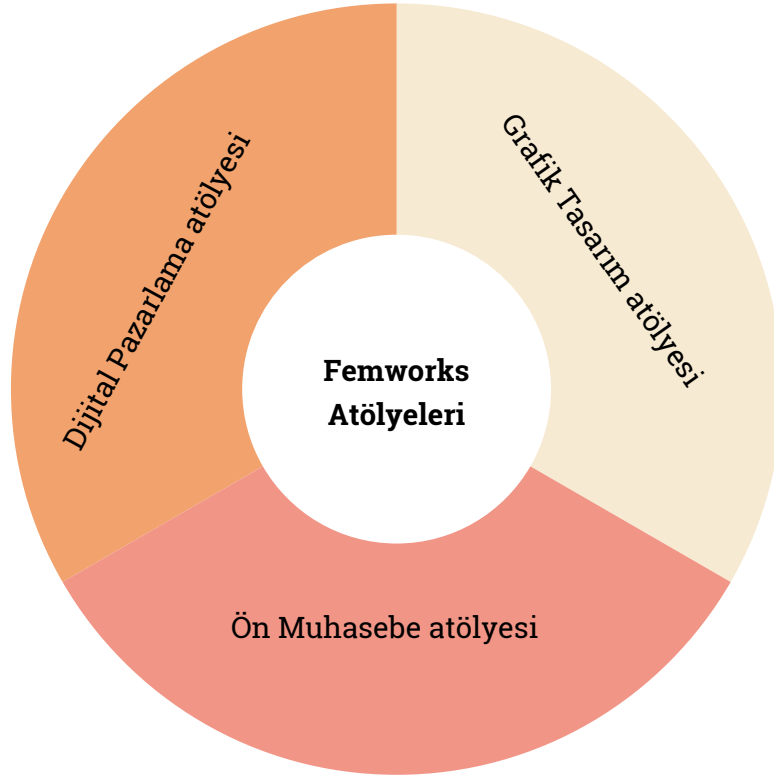 Grafik Tasarım atölyesi
Dijital Pazarlama atölyesi
Femworks
Atölyeleri
Ön Muhasebe atölyesi